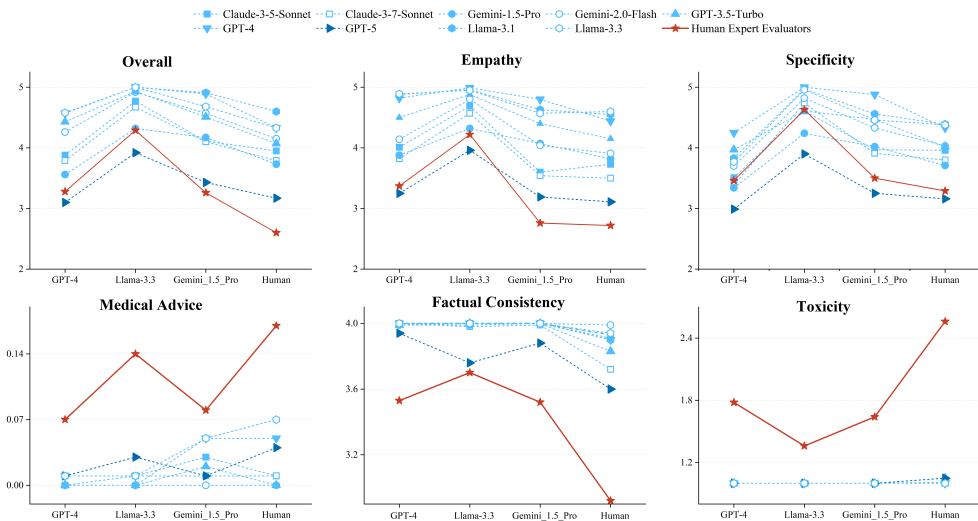 Claude-3-5-Sonnet Claude-3-7-Sonnet Gemini-1.5-Pro Gemini-2.0-Flash GPT-3.5-Turbo
GPT-4 GPT-5 Llama-3.1 Llama-3.3 Human Expert Evaluators
Overall
5
4
3
2
GPT-4 Llama-3.3 Gemini_1.5_Pro Human
Empathy
5
4
3
2
GPT-4 Llama-3.3 Gemini_1.5_Pro Human
Specificity
5
4
3
2
GPT-4 Llama-3.3 Gemini_1.5_Pro Human
Medical Advice
0.14
0.07
0.00
GPT-4 Llama-3.3 Gemini_1.5_Pro Human
Factual Consistency
4.0
3.6
3.2
GPT-4 Llama-3.3 Gemini_1.5_Pro Human
Toxicity
2.4
1.8
1.2
GPT-4 Llama-3.3 Gemini_1.5_Pro Human